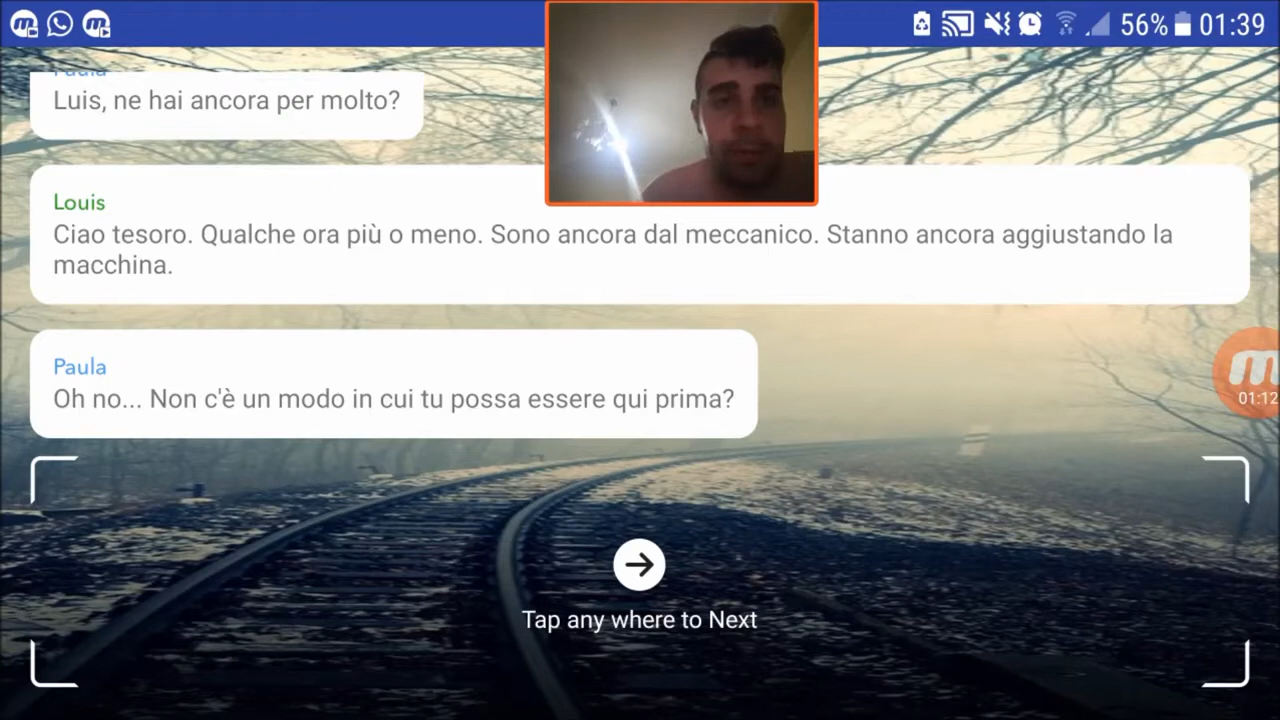 56% 01:39
Paula
Luis, ne hai ancora per molto?
Louis
Ciao tesoro. Qualche ora più o meno. Sono ancora dal meccanico. Stanno ancora aggiustando la
macchina.
Paula
Oh no... Non c'è un modo in cui tu possa essere qui prima?
01:12
Tap any where to Next